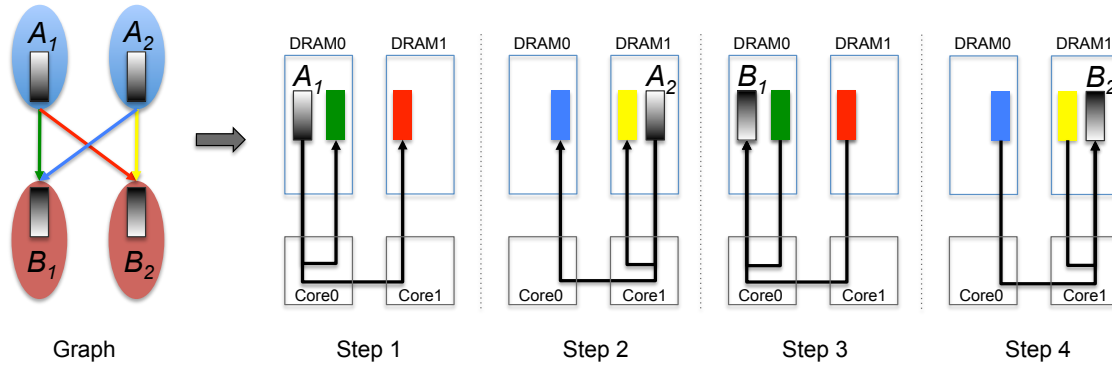 A1 A2
B1 B2
Graph
DRAM0 DRAM1
A1
Core0 Core1
Step 1
DRAM0 DRAM1
A2
Core0 Core1
Step 2
DRAM0 DRAM1
B1
Core0 Core1
Step 3
DRAM0 DRAM1
B2
Core0 Core1
Step 4